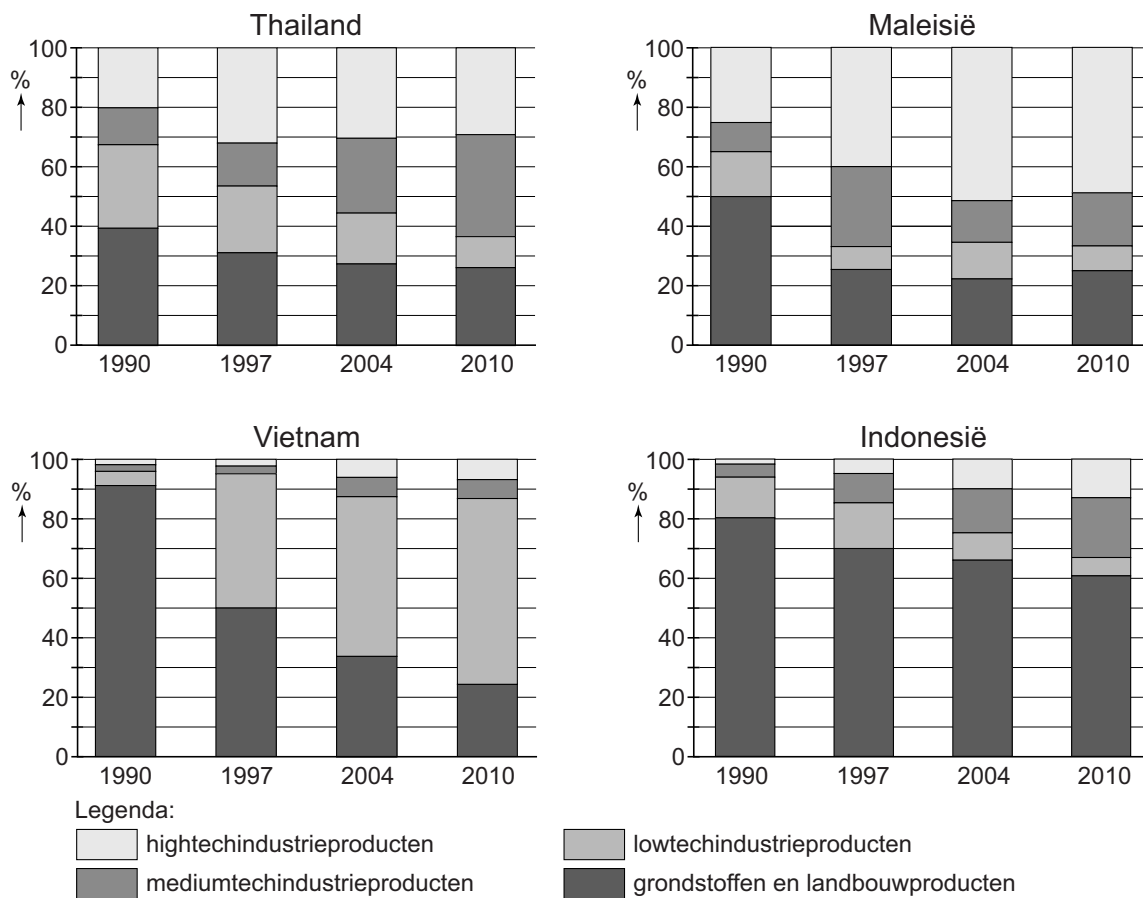 Thailand
100
80
60
40
20
0
%
1990 1997 2004 2010
Maleisië
100
80
60
40
20
0
%
1990 1997 2004 2010
Vietnam
100
80
60
40
20
0
%
1990 1997 2004 2010
Indonesië
100
80
60
40
20
0
%
1990 1997 2004 2010
Legenda:
hightechindustrieproducten
lowtechindustrieproducten
mediumtechindustrieproducten
grondstoffen en landbouwproducten